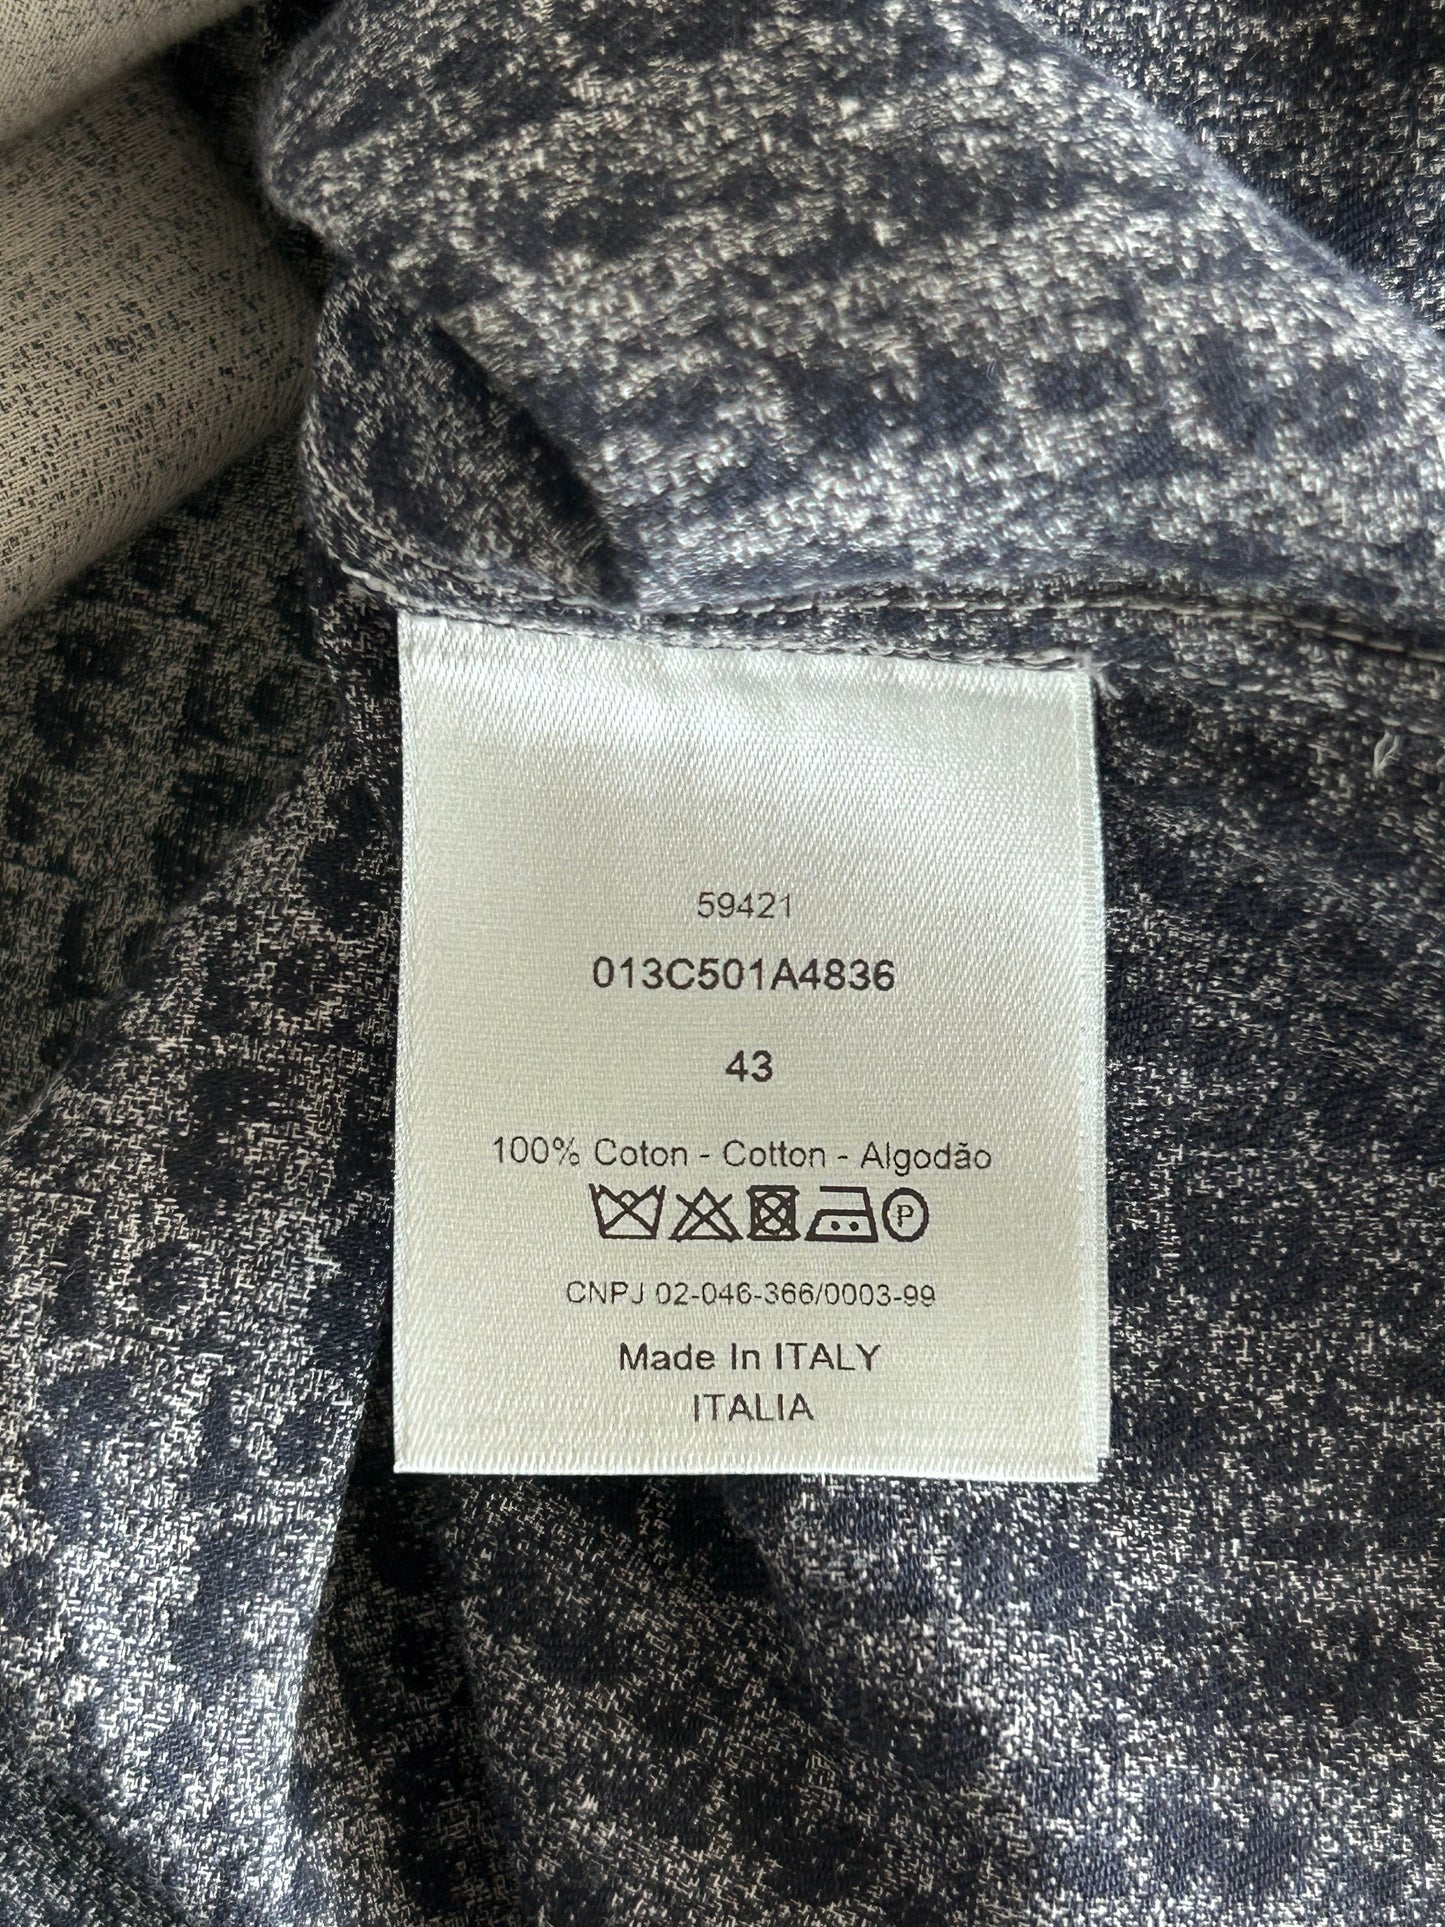 59421
013C501A4836
43
100% Coton - Cotton - Algodão
P
CNPJ 02-046-366/0003-99
Made In ITALY
ITALIA